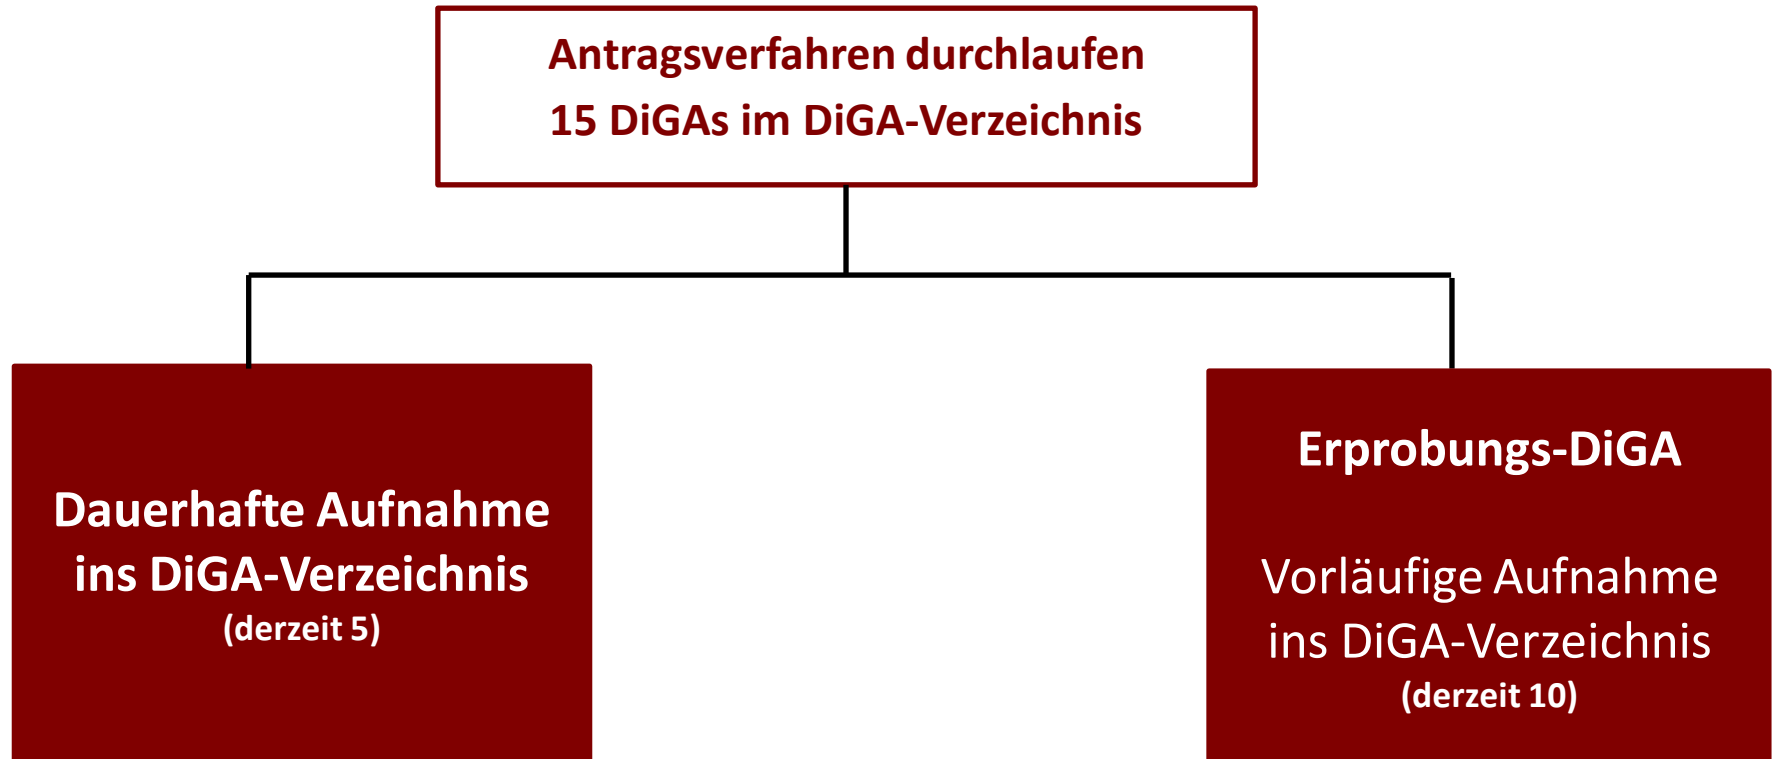 Antragsverfahren durchlaufen
15 DiGAs im DiGA-Verzeichnis
Dauerhafte Aufnahme
ins DiGA-Verzeichnis
(derzeit 5)
Erprobungs-DiGA
Vorläufige Aufnahme
ins DiGA-Verzeichnis
(derzeit 10)